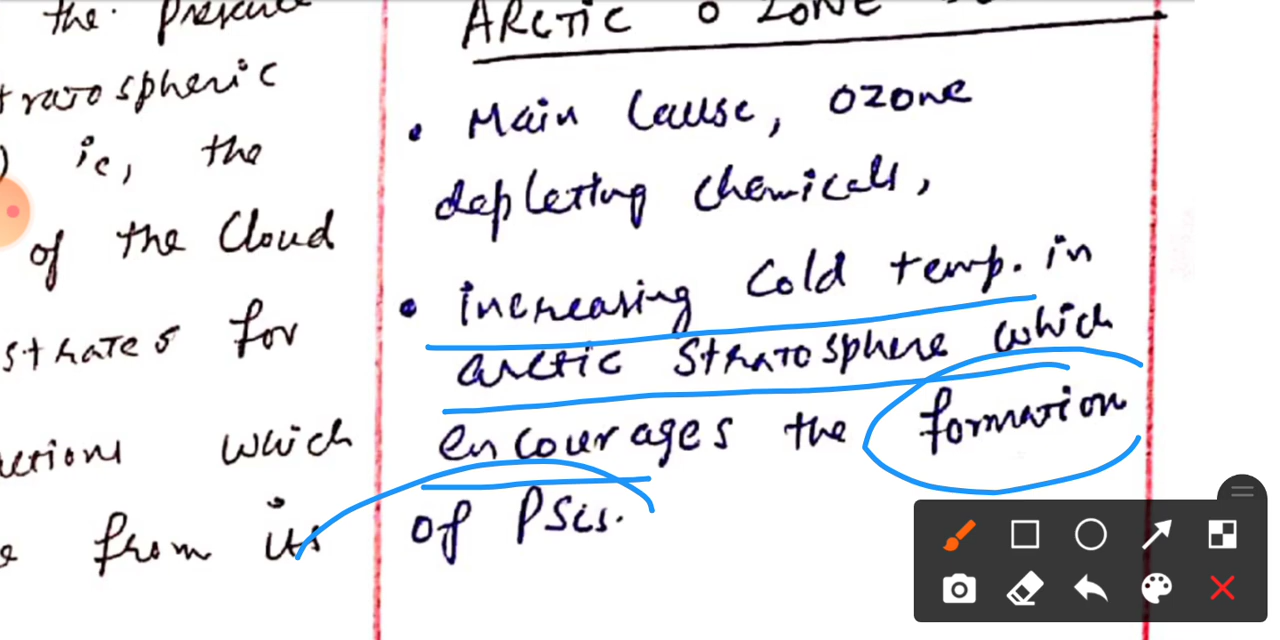 the presence
stratospheric
ie, the
of the Cloud
strates for
which
from its
ARCTIC OZONE
• Main Cause, Ozone
depleting chemicals,
• increasing Cold temp. in
arctic stratosphere which
encourages the formation
of PSCs.